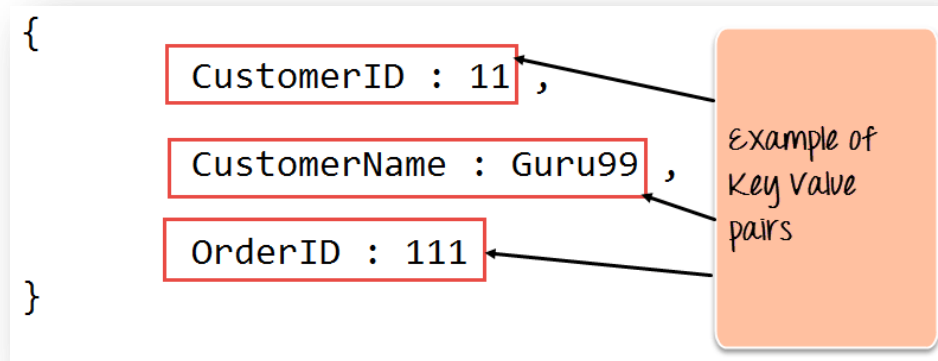 {
CustomerID : 11 ,
CustomerName : Guru99 ,
OrderID : 111
}
Example of
Key Value
pairs